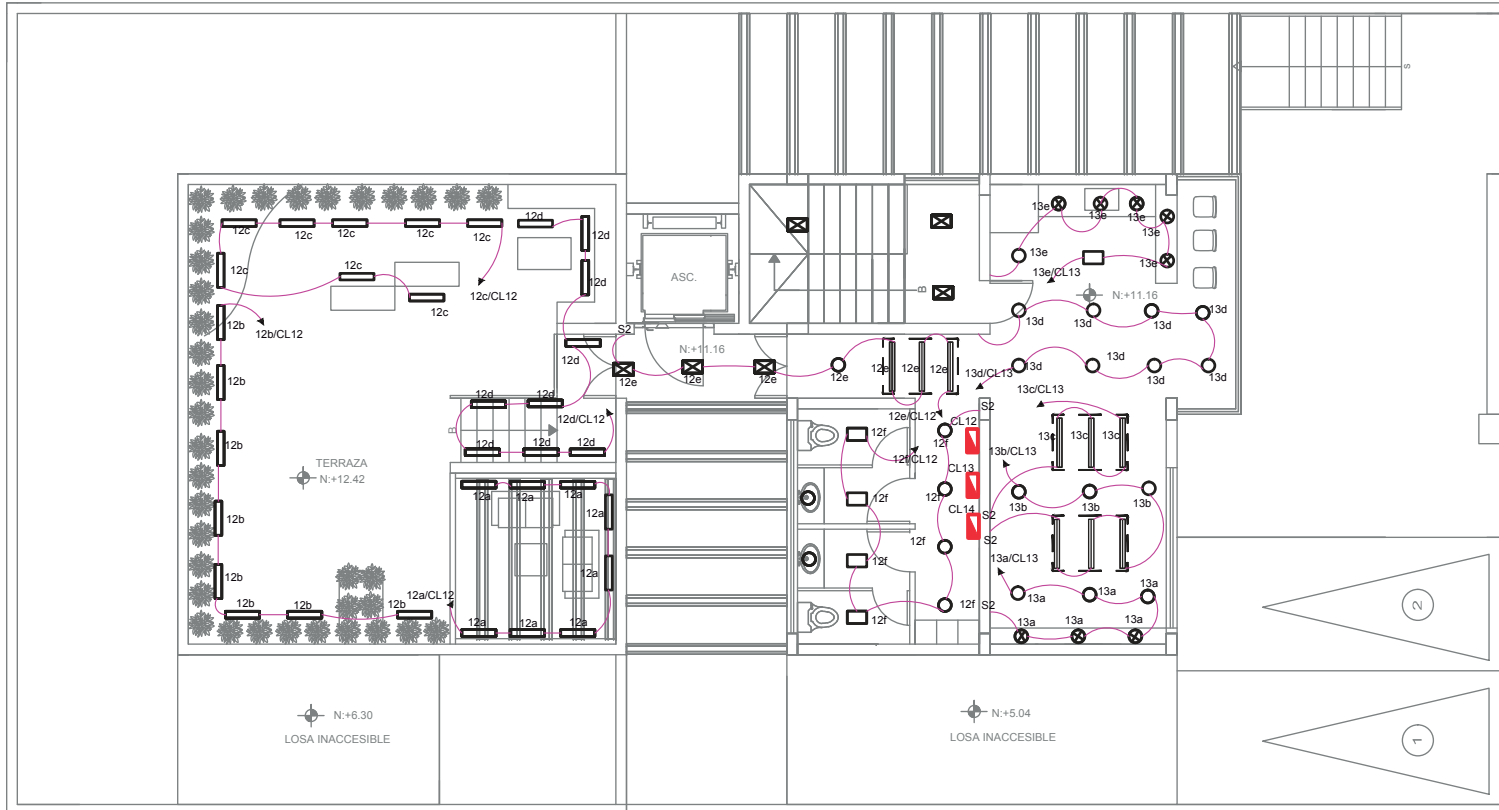 S
12c
12c
12c
12c
12c
12d
12d
12d
12c
12c
12c
12c/CL12
12b
12b/CL12
12b
12b
12b
12b
12b
12b
12b
ASC.
B
S2
N:+11.16
12d
12d
12d
12d/CL12
B
12d
12d
12d
TERRAZA
N:+12.42
12a
12a
12a
12a
12a
12a/CL12
12a
12a
12a
12e
12e
12e
12e
12e
12e
12e
12e/CL12
S2
CL12
12f
12f
12f/CL12
CL13
12f
12f
CL14
S2
S2
12f
12f
12f
12f
S2
13e
13e
13e
13e
13e
13e
13e/CL13
N:+11.16
13d
13d
13d
13d
13d
13d
13d
13d
13d/CL13
13c/CL13
13c
13c
13c
13b/CL13
13b
13b
13b
13a/CL13
13a
13a
13a
13a
13a
13a
N:+6.30
LOSA INACCESIBLE
N:+5.04
LOSA INACCESIBLE
2
1